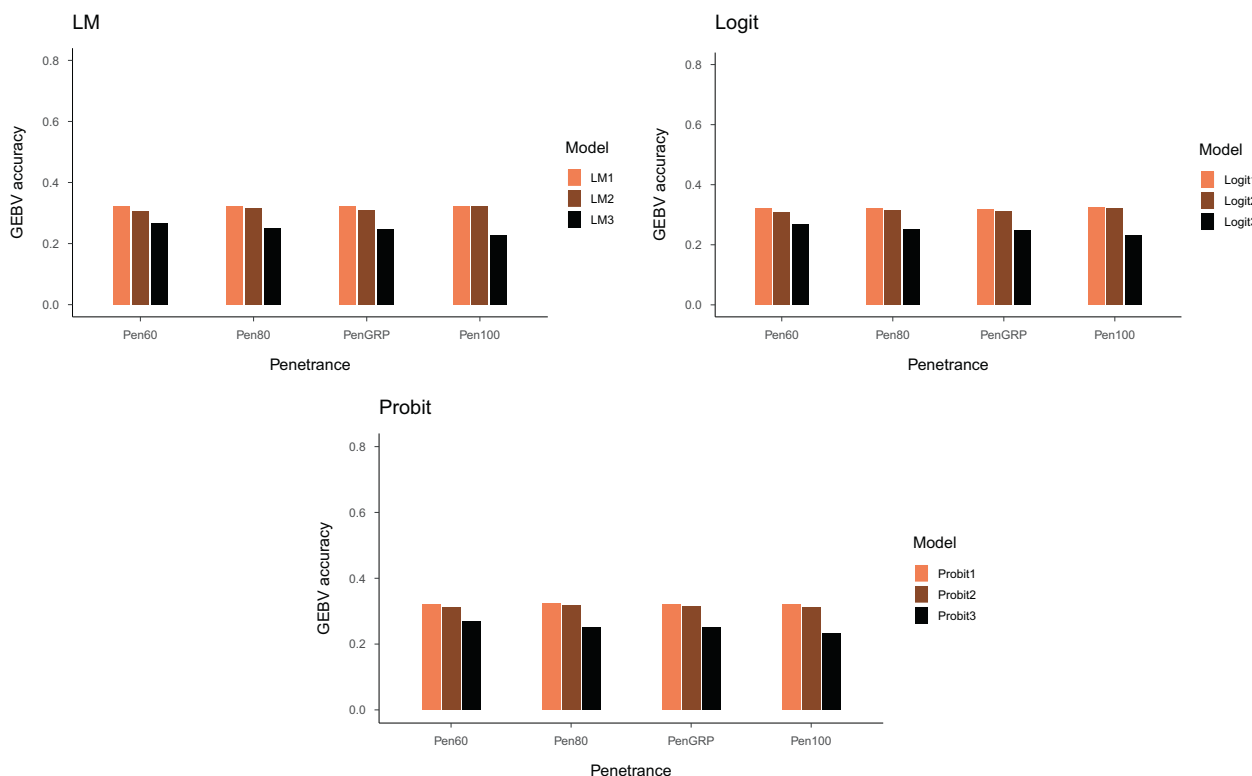 LM
0.8
0.6
0.4
0.2
0.0
GEBV accuracy
Pen60 Pen80 PenGRP Pen100
Penetrance
Model
LM1
LM2
LM3
Logit
0.8
0.6
0.4
0.2
0.0
GEBV accuracy
Pen60 Pen80 PenGRP Pen100
Penetrance
Model
Logit1
Logit2
Logit3
Probit
0.8
0.6
0.4
0.2
0.0
GEBV accuracy
Pen60 Pen80 PenGRP Pen100
Penetrance
Model
Probit1
Probit2
Probit3